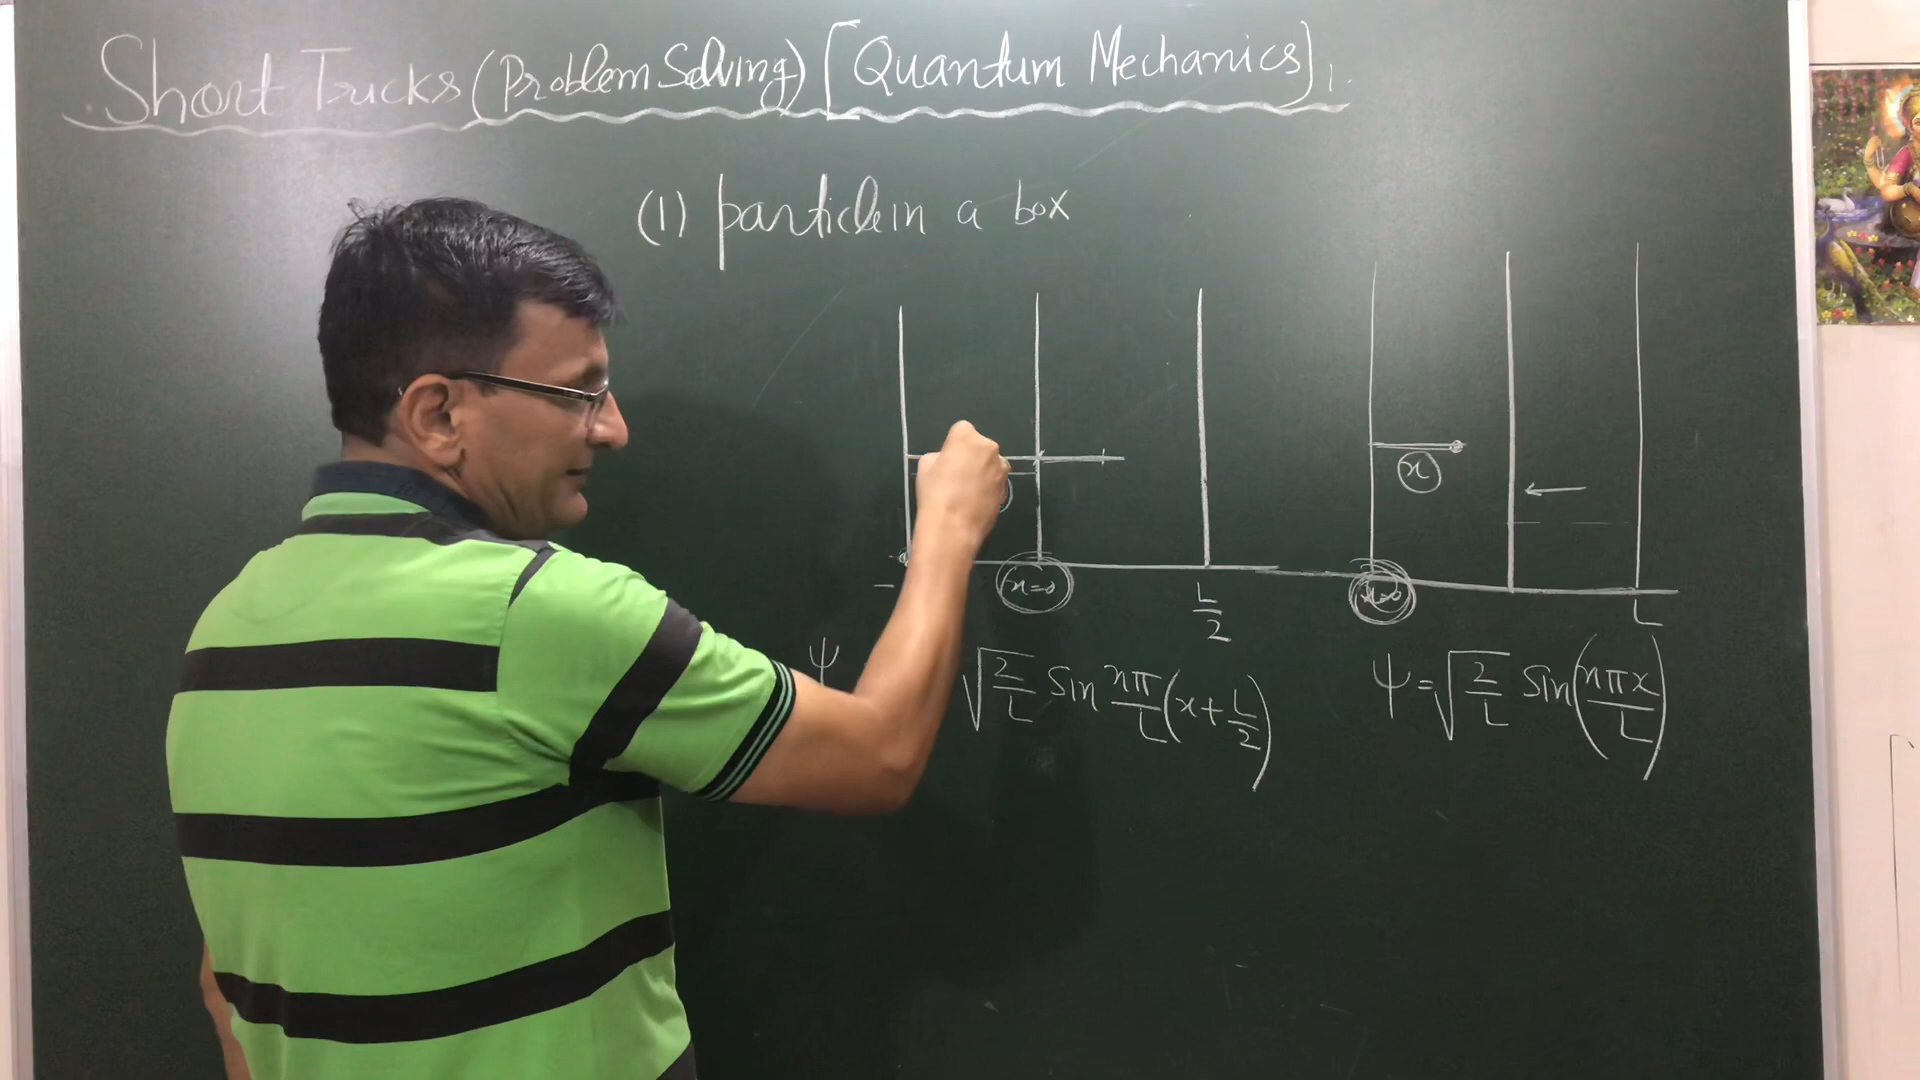 Short Tricks (Problem Solving) [Quantum Mechanics].
(1) particle in a box
x
x=0 x=0
L/2 L
ψ √(2/L) Sin nπ/L (x + L/2) ψ = √(2/L) Sin (nπx/L)